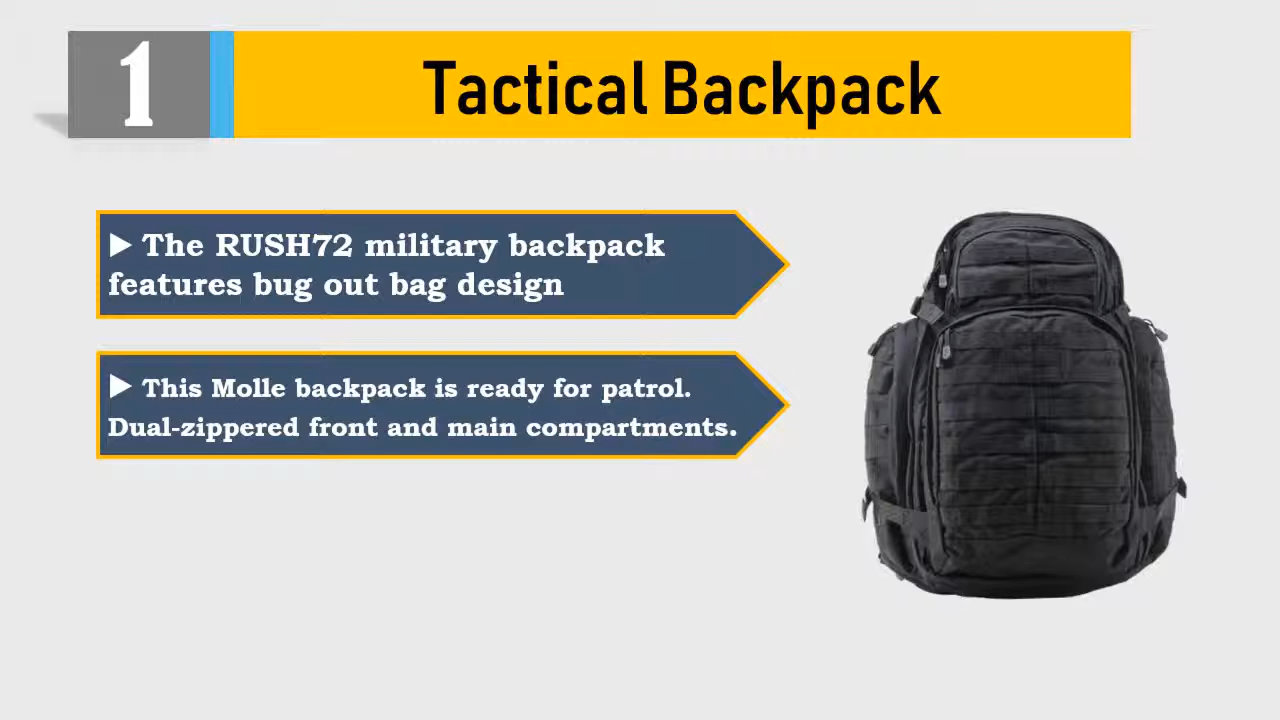 1
Tactical Backpack
▶ The RUSH72 military backpack
features bug out bag design
▶ This Molle backpack is ready for patrol.
Dual-zippered front and main compartments.